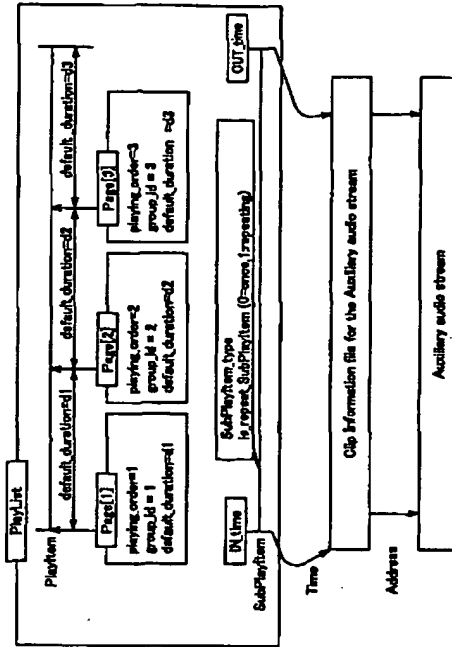 PlayList
PlayItem
default_duration=d1
default_duration=d2
default_duration=d3
Page[1]
playing_order=1
group_id = 1
default_duration=d1
Page[2]
playing_order=2
group_id = 2
default_duration=d2
Page[3]
playing_order=3
group_id = 3
default_duration =d3
IN_time
SubPlayItem_type
is_repeat_SubPlayItem (0=once,1:repeating)
OUT_time
SubPlayItem
Time
Clip information file for the Auxiliary audio stream
Address
Auxiliary audio stream